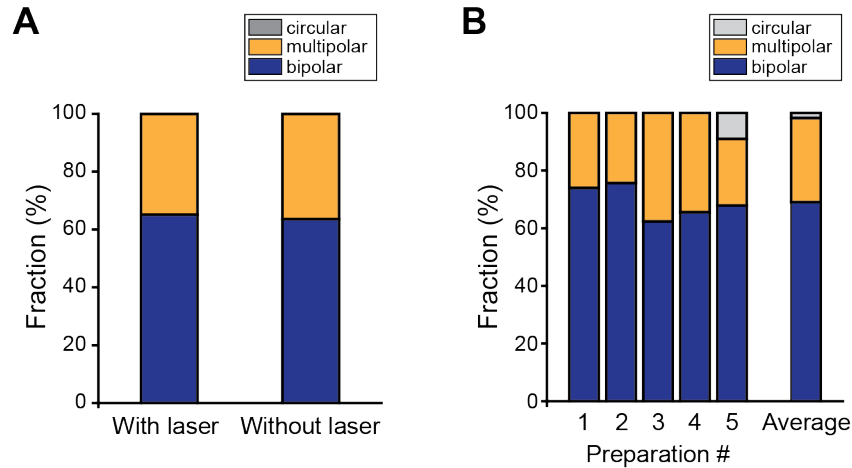 A
circular
multipolar
bipolar
Fraction (%)
100
80
60
40
20
0
With laser
Without laser
B
circular
multipolar
bipolar
Fraction (%)
100
80
60
40
20
0
1 2 3 4 5 Average
Preparation #